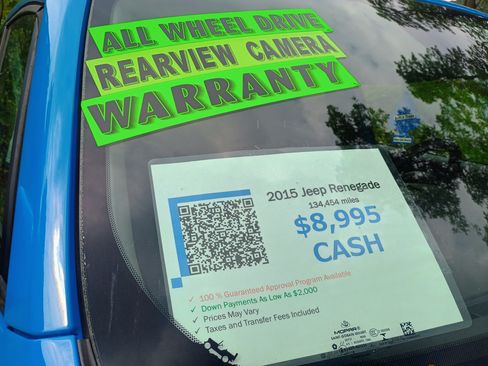 ALL WHEEL DRIVE
REARVIEW CAMERA
WARRANTY
2015 Jeep Renegade
134,454 miles
$8,995
CASH
✓ 100 % Guaranteed Approval Program Available
✓ Down Payments As Low As $2,000
✓ Prices May Vary
✓ Taxes and Transfer Fees Included
MOPAR